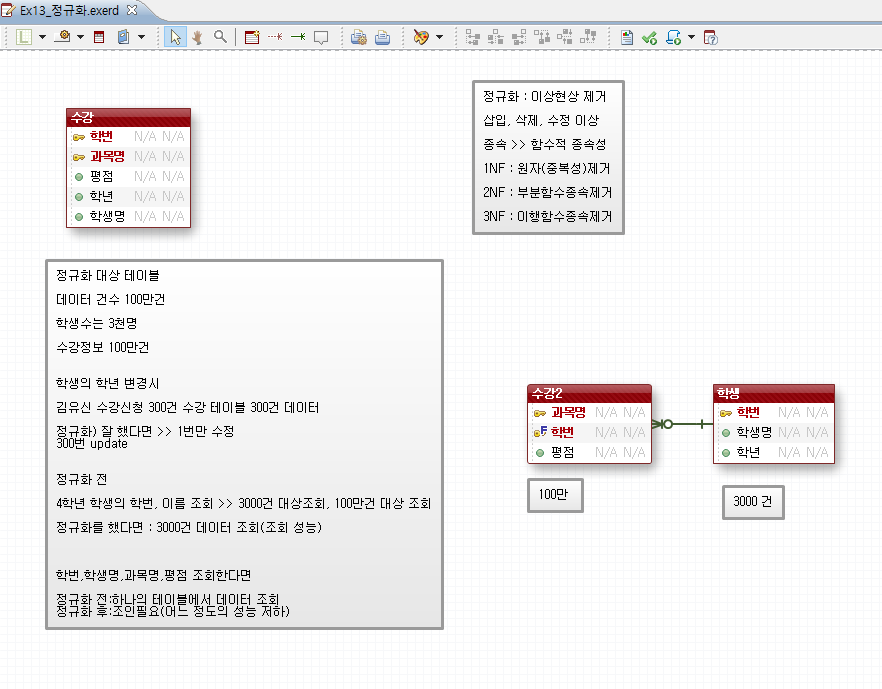 Ex13_정규화.exerd
수강
학번 N/A N/A
과목명 N/A N/A
평점 N/A N/A
학년 N/A N/A
학생명 N/A N/A
정규화 : 이상현상 제거
삽입, 삭제, 수정 이상
종속 >> 함수적 종속성
1NF : 원자(중복성)제거
2NF : 부분함수종속제거
3NF : 이행함수종속제거
정규화 대상 테이블
데이터 건수 100만건
학생수는 3천명
수강정보 100만건
학생의 학년 변경시
김유신 수강신청 300건 수강 테이블 300건 데이터
정규화) 잘 했다면 >> 1번만 수정
300번 update
정규화 전
4학년 학생의 학번, 이름 조회 >> 3000건 대상조회, 100만건 대상 조회
정규화를 했다면 : 3000건 데이터 조회(조회 성능)
학번,학생명,과목명,평점 조회한다면
정규화 전:하나의 테이블에서 데이터 조회
정규화 후:조인필요(어느 정도의 성능 저하)
수강2
과목명 N/A N/A
학번 N/A N/A
평점 N/A N/A
100만
학생
학번 N/A N/A
학생명 N/A N/A
학년 N/A N/A
3000 건